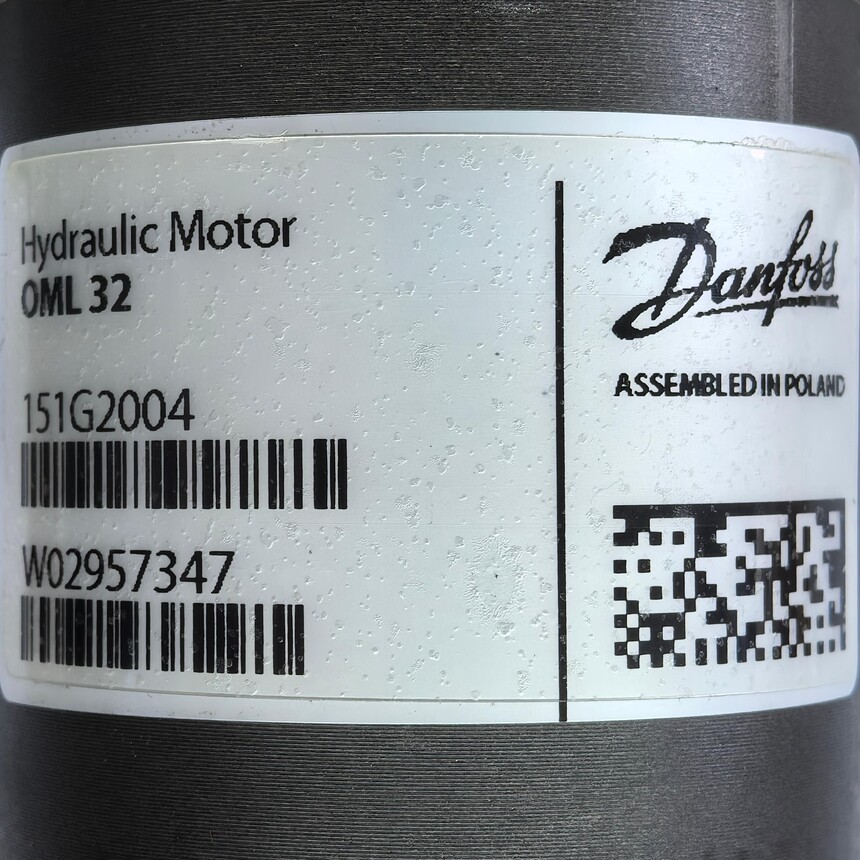 Hydraulic Motor
OML 32
151G2004
W02957347
Danfoss
ASSEMBLED IN POLAND